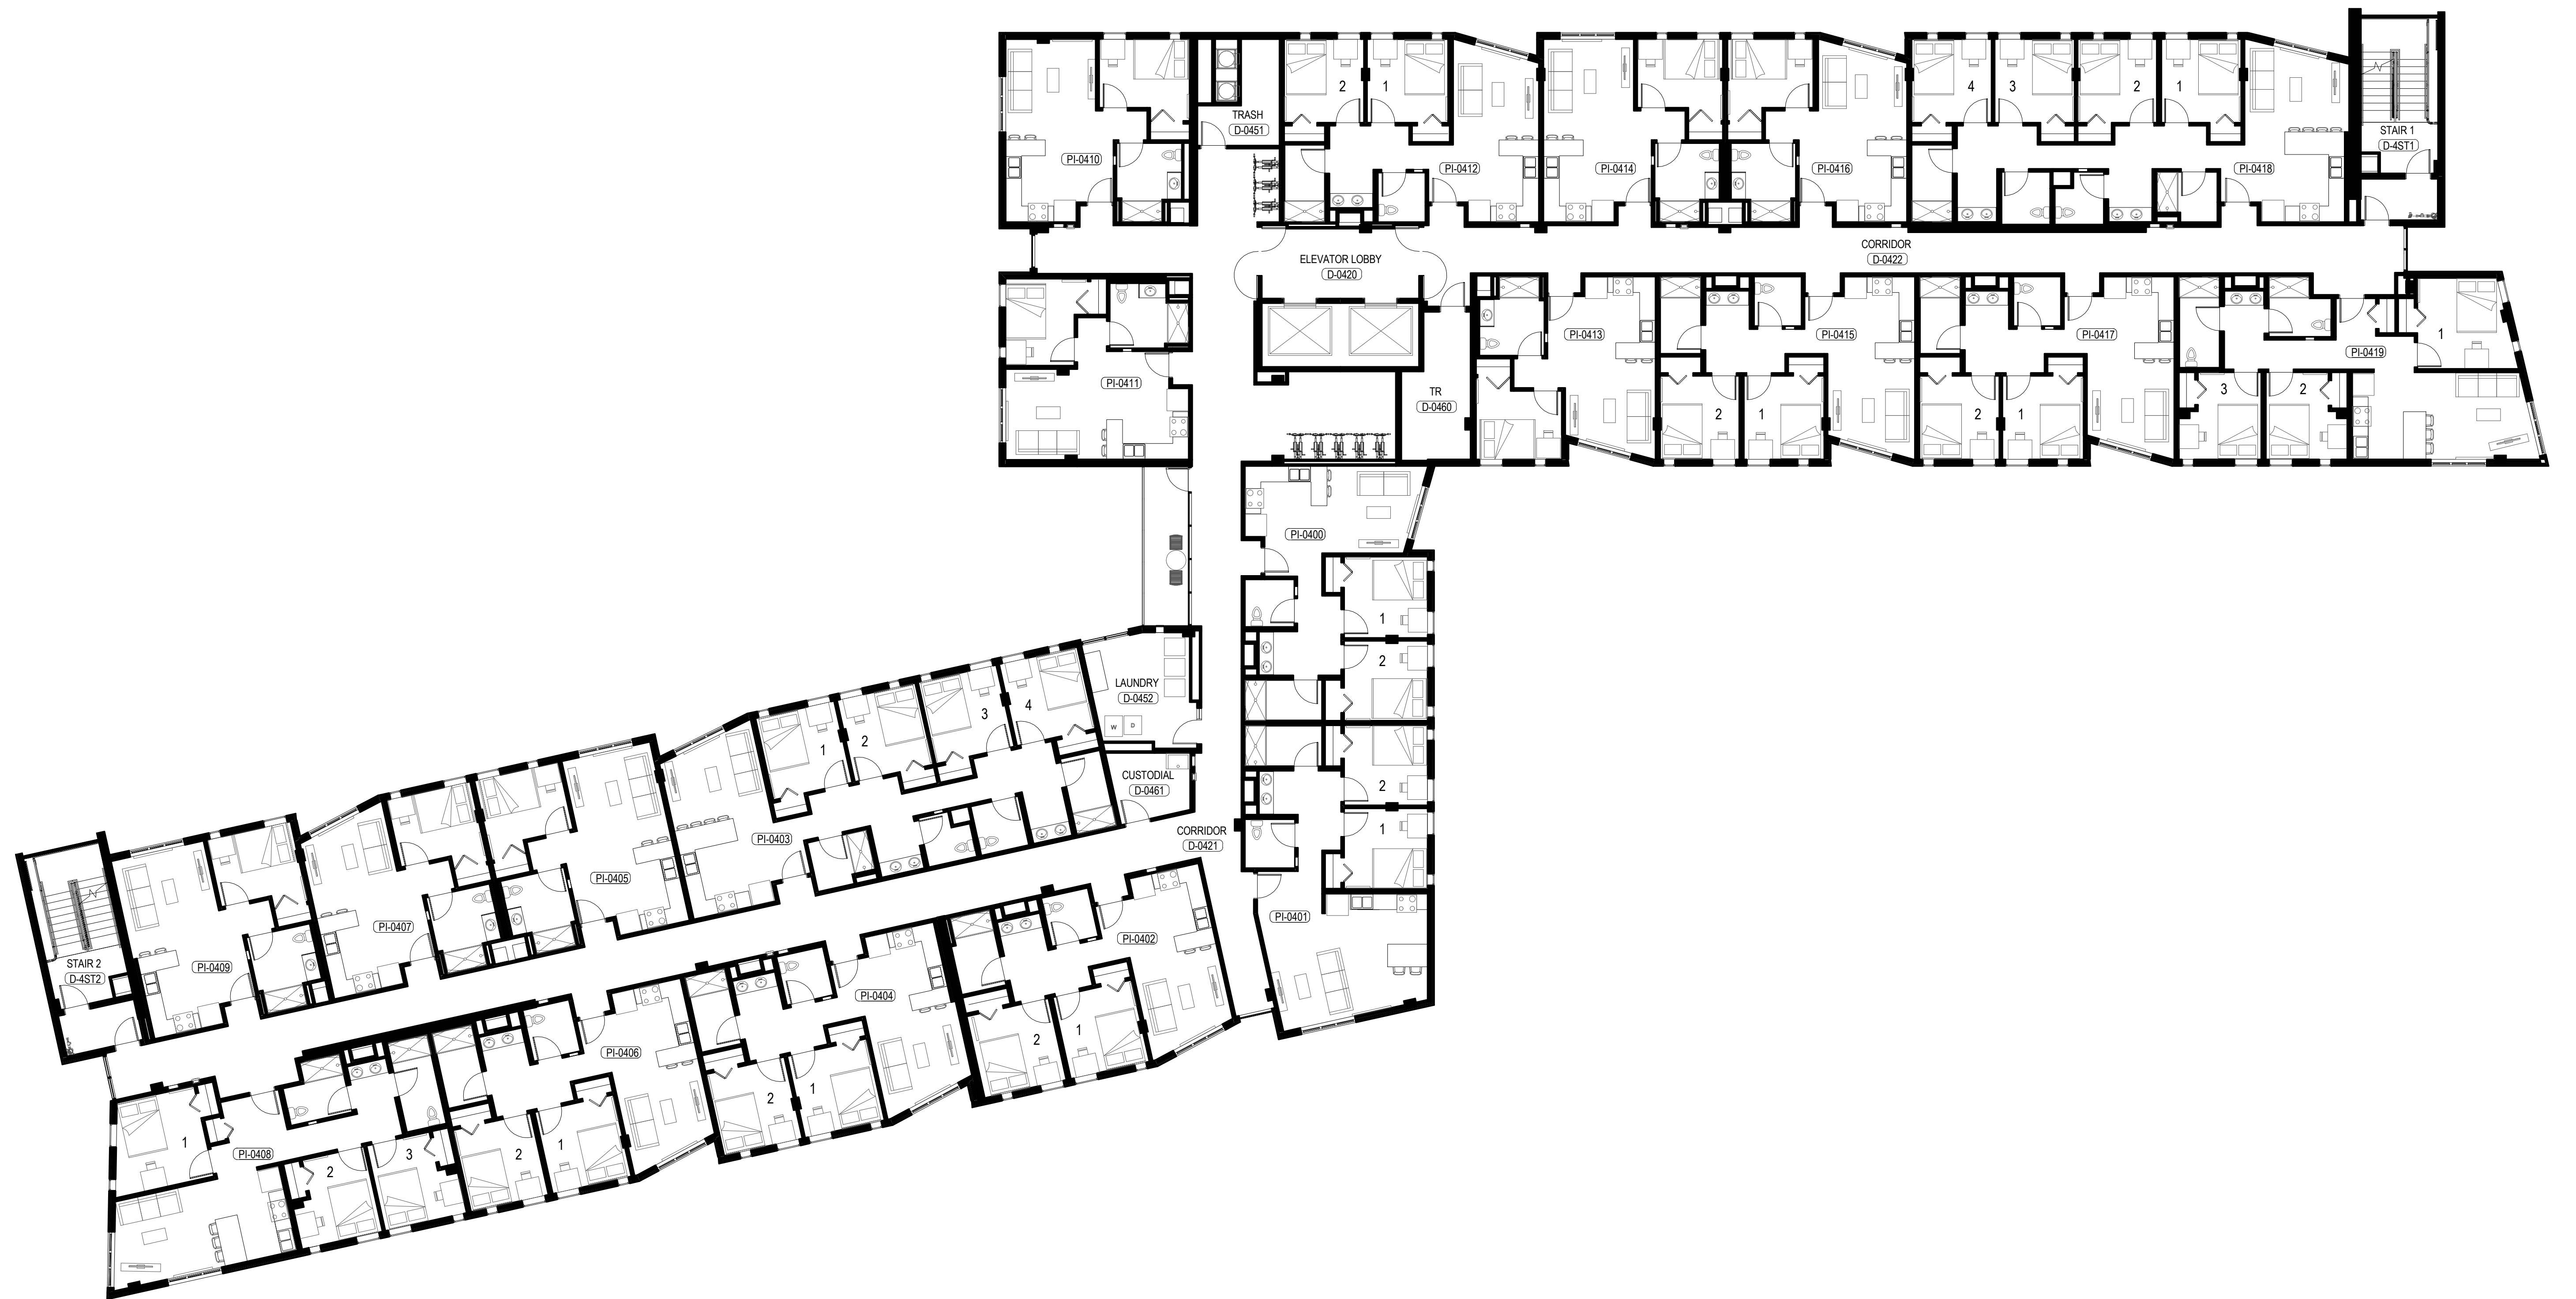 4
3
2
1
2
1
STAIR 1
D-4ST1
TRASH
D-0451
PI-0410
PI-0412
PI-0414
PI-0416
PI-0418
CORRIDOR
D-0422
ELEVATOR LOBBY
D-0420
PI-0413
PI-0415
PI-0417
PI-0419
1
PI-0411
TR
D-0460
2
1
2
1
3
2
PI-0400
1
2
2
1
PI-0401
LAUNDRY
D-0452
W
D
CUSTODIAL
D-0461
CORRIDOR
D-0421
1
2
3
4
PI-0403
PI-0405
PI-0407
PI-0409
STAIR 2
D-4ST2
PI-0402
2
1
PI-0404
2
1
PI-0406
2
1
PI-0408
1
2
3